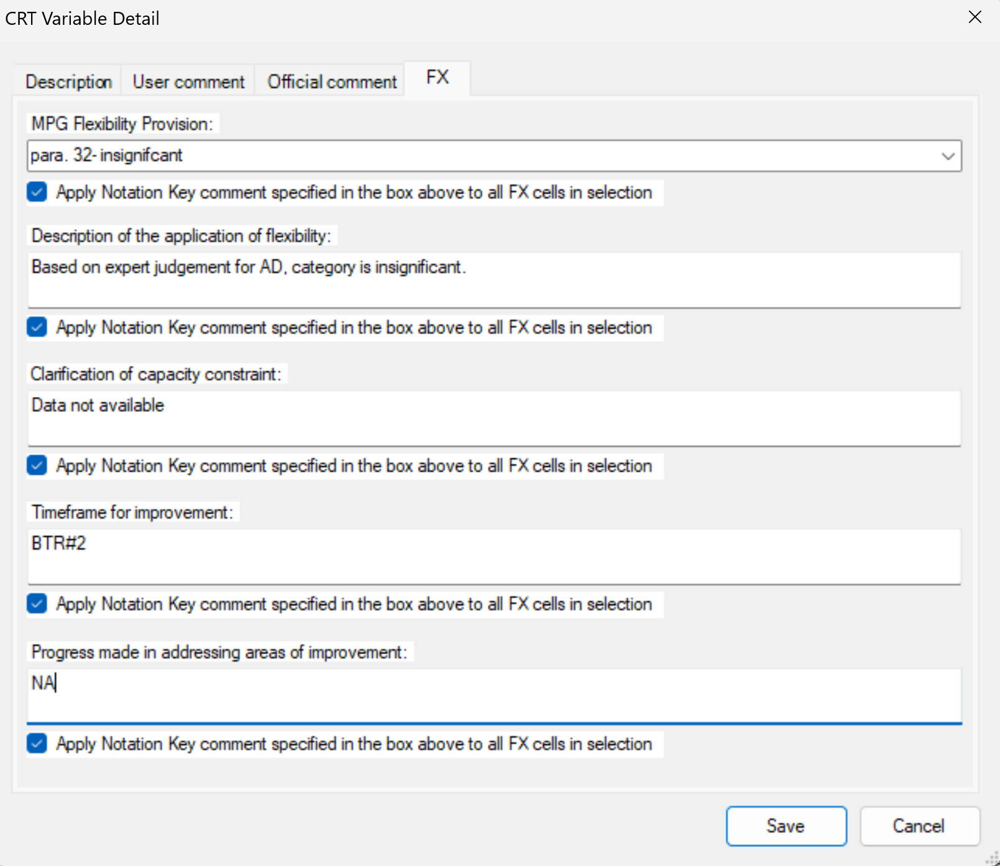 CRT Variable Detail
Description
User comment
Official comment
FX
MPG Flexibility Provision:
para. 32- insignifcant
Apply Notation Key comment specified in the box above to all FX cells in selection
Description of the application of flexibility:
Based on expert judgement for AD, category is insignificant.
Apply Notation Key comment specified in the box above to all FX cells in selection
Clarification of capacity constraint:
Data not available
Apply Notation Key comment specified in the box above to all FX cells in selection
Timeframe for improvement:
BTR#2
Apply Notation Key comment specified in the box above to all FX cells in selection
Progress made in addressing areas of improvement:
NA
Apply Notation Key comment specified in the box above to all FX cells in selection
Save
Cancel